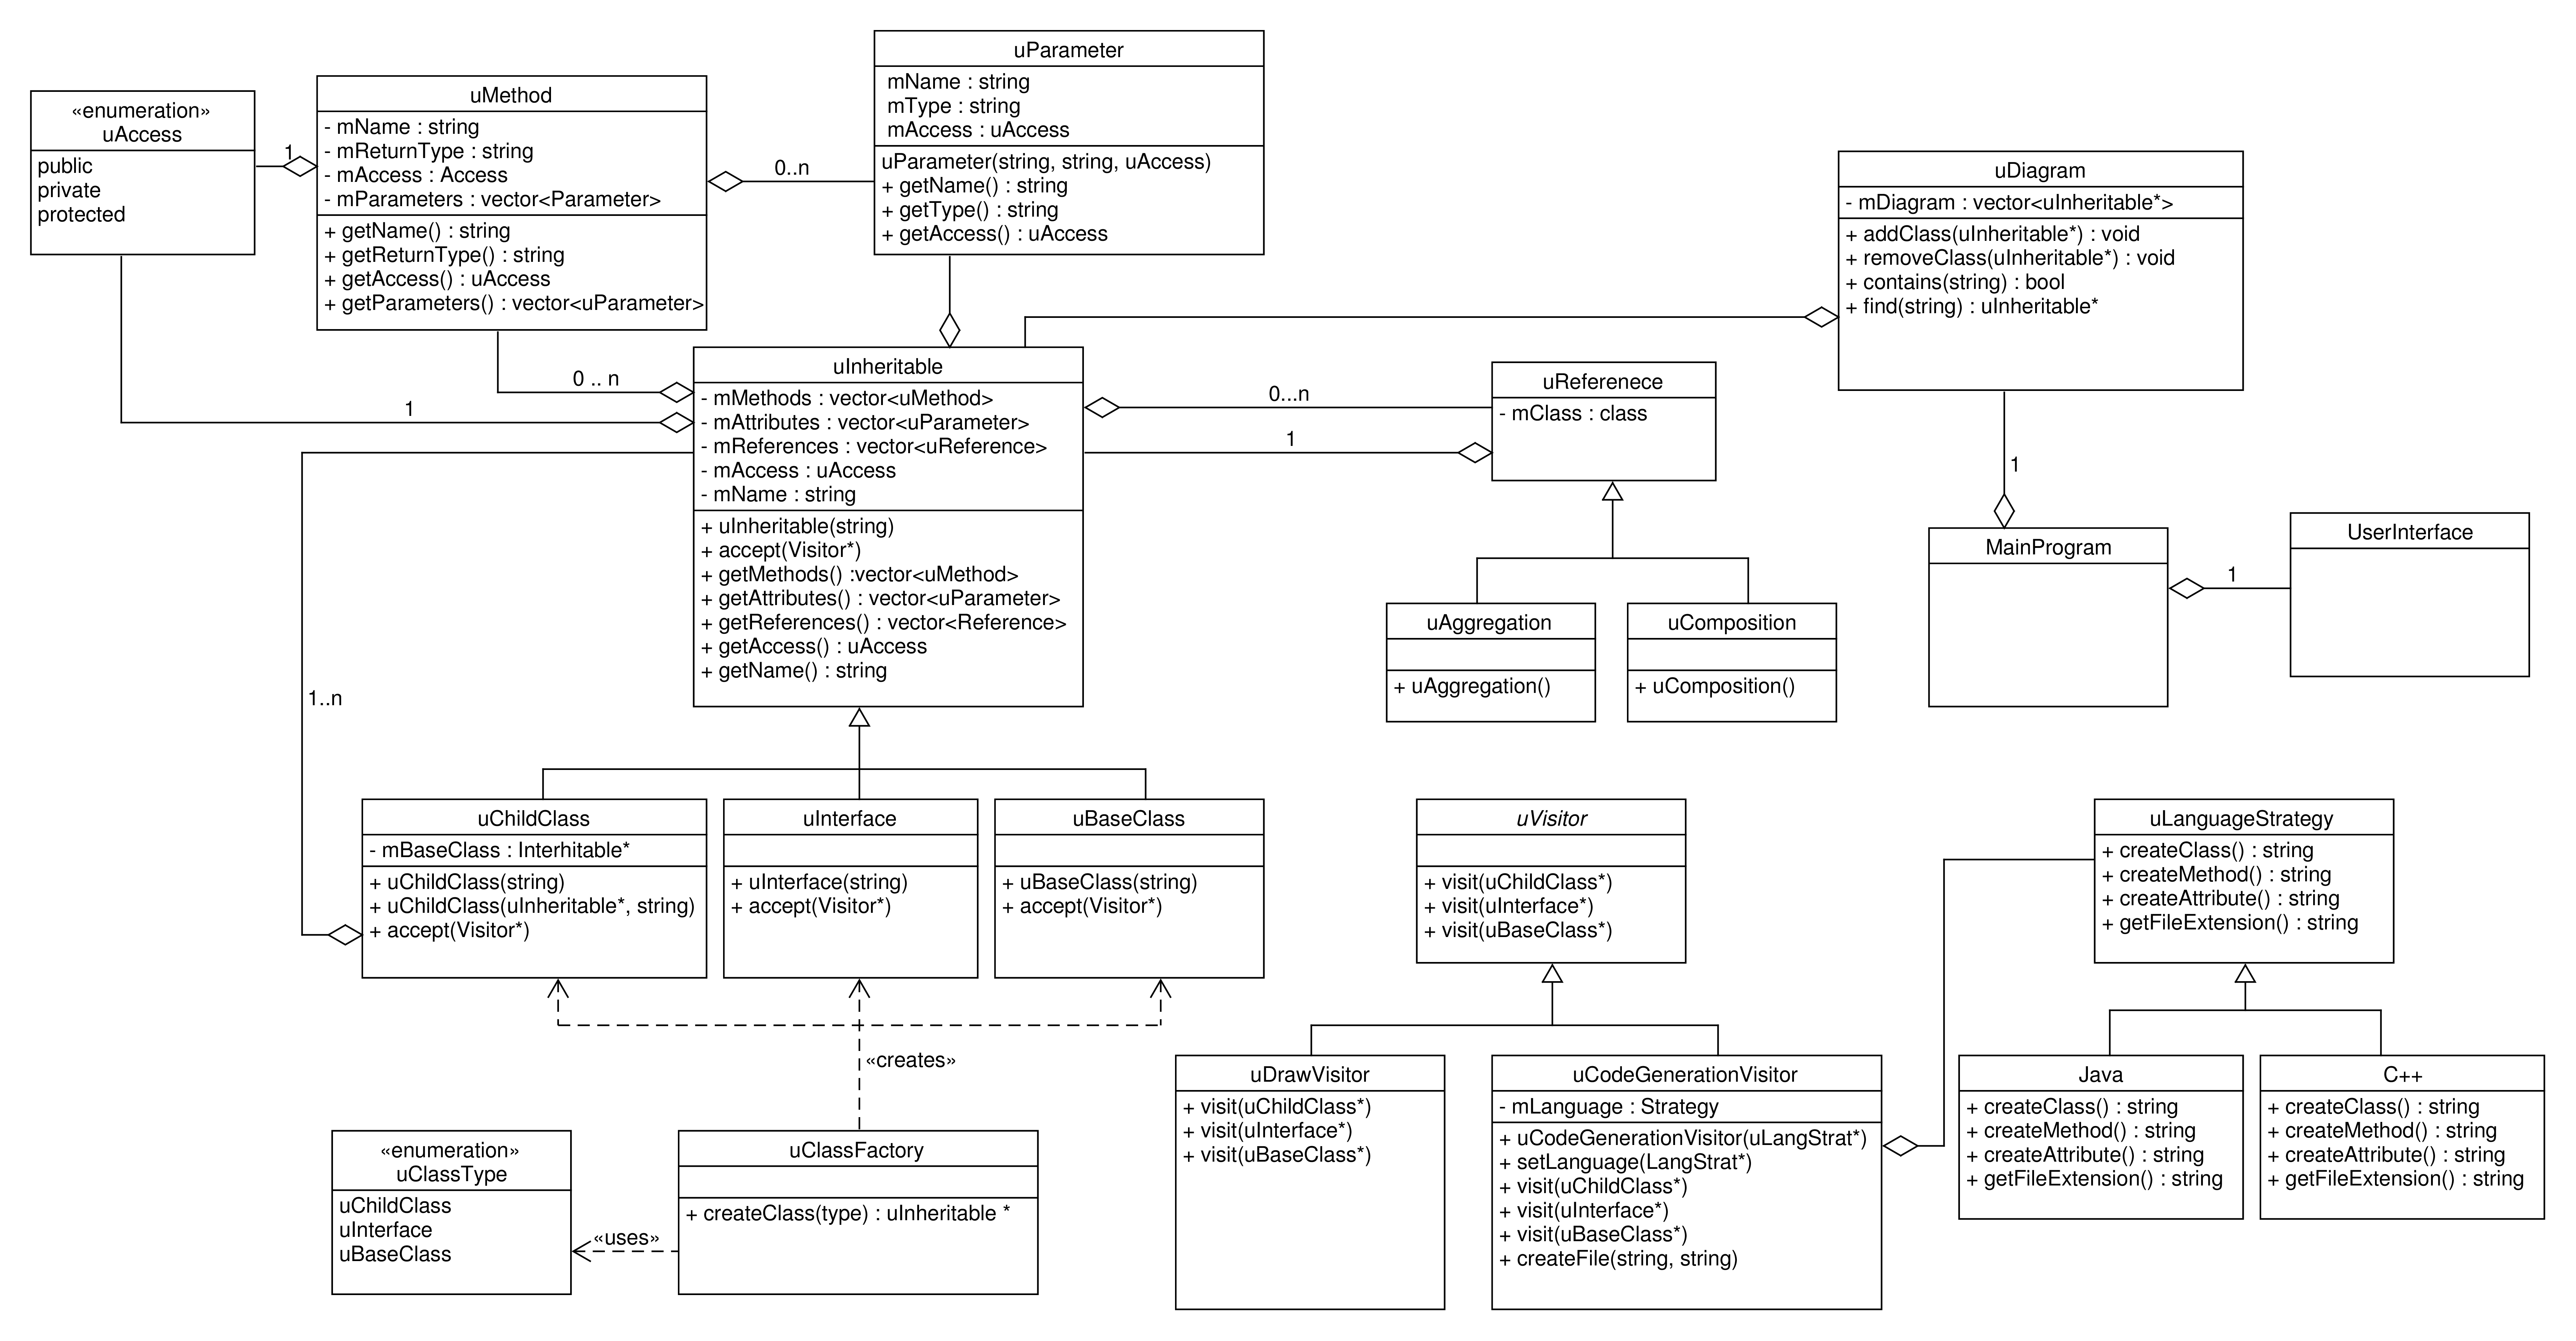 «enumeration»
uAccess
public
private
protected
1
uMethod
- mName : string
- mReturnType : string
- mAccess : Access
- mParameters : vector<Parameter>
+ getName() : string
+ getReturnType() : string
+ getAccess() : uAccess
+ getParameters() : vector<uParameter>
0..n
uParameter
mName : string
mType : string
mAccess : uAccess
uParameter(string, string, uAccess)
+ getName() : string
+ getType() : string
+ getAccess() : uAccess
uDiagram
- mDiagram : vector<uInheritable*>
+ addClass(uInheritable*) : void
+ removeClass(uInheritable*) : void
+ contains(string) : bool
+ find(string) : uInheritable*
0 .. n
1
uInheritable
- mMethods : vector<uMethod>
- mAttributes : vector<uParameter>
- mReferences : vector<uReference>
- mAccess : uAccess
- mName : string
+ uInheritable(string)
+ accept(Visitor*)
+ getMethods() :vector<uMethod>
+ getAttributes() : vector<uParameter>
+ getReferences() : vector<Reference>
+ getAccess() : uAccess
+ getName() : string
0...n
1
uReferenece
- mClass : class
1
uAggregation
+ uAggregation()
uComposition
+ uComposition()
MainProgram
1
UserInterface
1..n
uChildClass
- mBaseClass : Interhitable*
+ uChildClass(string)
+ uChildClass(uInheritable*, string)
+ accept(Visitor*)
uInterface
+ uInterface(string)
+ accept(Visitor*)
uBaseClass
+ uBaseClass(string)
+ accept(Visitor*)
uVisitor
+ visit(uChildClass*)
+ visit(uInterface*)
+ visit(uBaseClass*)
uLanguageStrategy
+ createClass() : string
+ createMethod() : string
+ createAttribute() : string
+ getFileExtension() : string
«creates»
«enumeration»
uClassType
uChildClass
uInterface
uBaseClass
«uses»
uClassFactory
+ createClass(type) : uInheritable *
uDrawVisitor
+ visit(uChildClass*)
+ visit(uInterface*)
+ visit(uBaseClass*)
uCodeGenerationVisitor
- mLanguage : Strategy
+ uCodeGenerationVisitor(uLangStrat*)
+ setLanguage(LangStrat*)
+ visit(uChildClass*)
+ visit(uInterface*)
+ visit(uBaseClass*)
+ createFile(string, string)
Java
+ createClass() : string
+ createMethod() : string
+ createAttribute() : string
+ getFileExtension() : string
C++
+ createClass() : string
+ createMethod() : string
+ createAttribute() : string
+ getFileExtension() : string